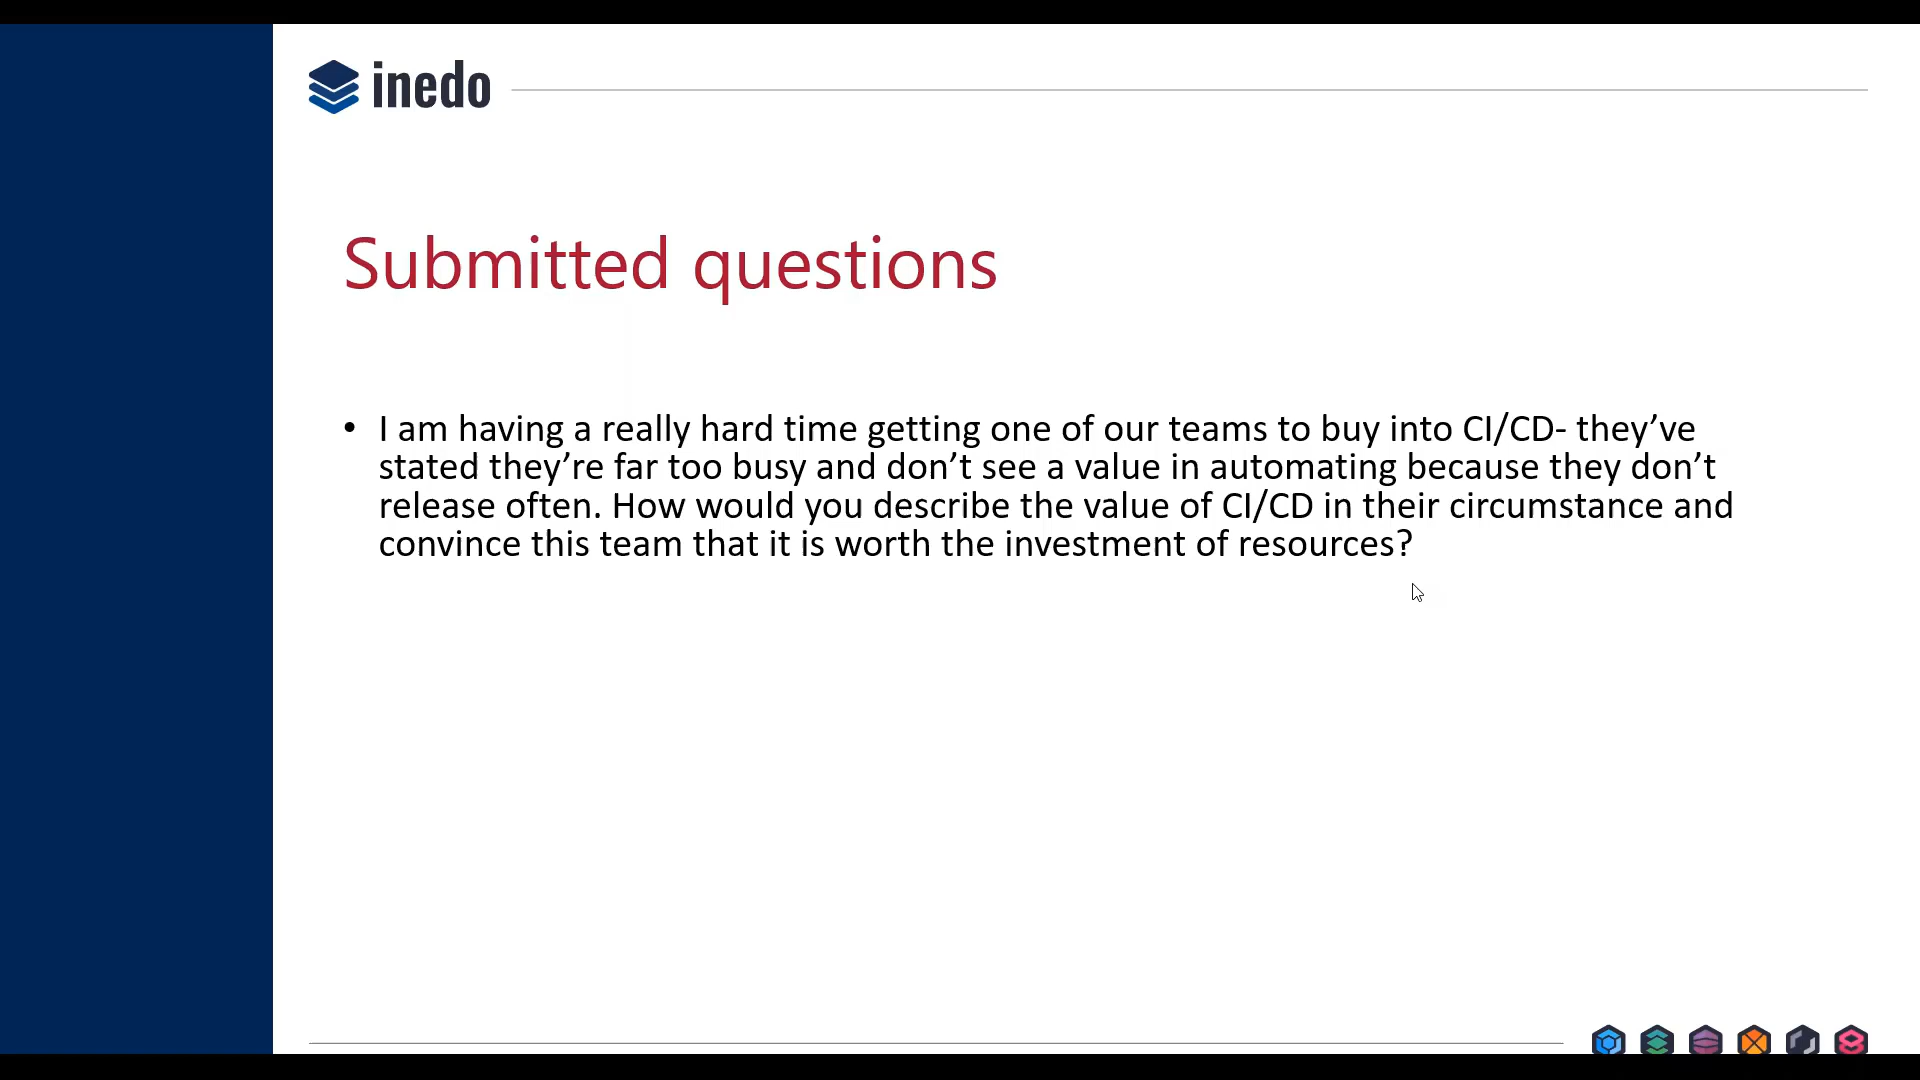 inedo
Submitted questions
• I am having a really hard time getting one of our teams to buy into CI/CD- they’ve
stated they’re far too busy and don’t see a value in automating because they don’t
release often. How would you describe the value of CI/CD in their circumstance and
convince this team that it is worth the investment of resources?